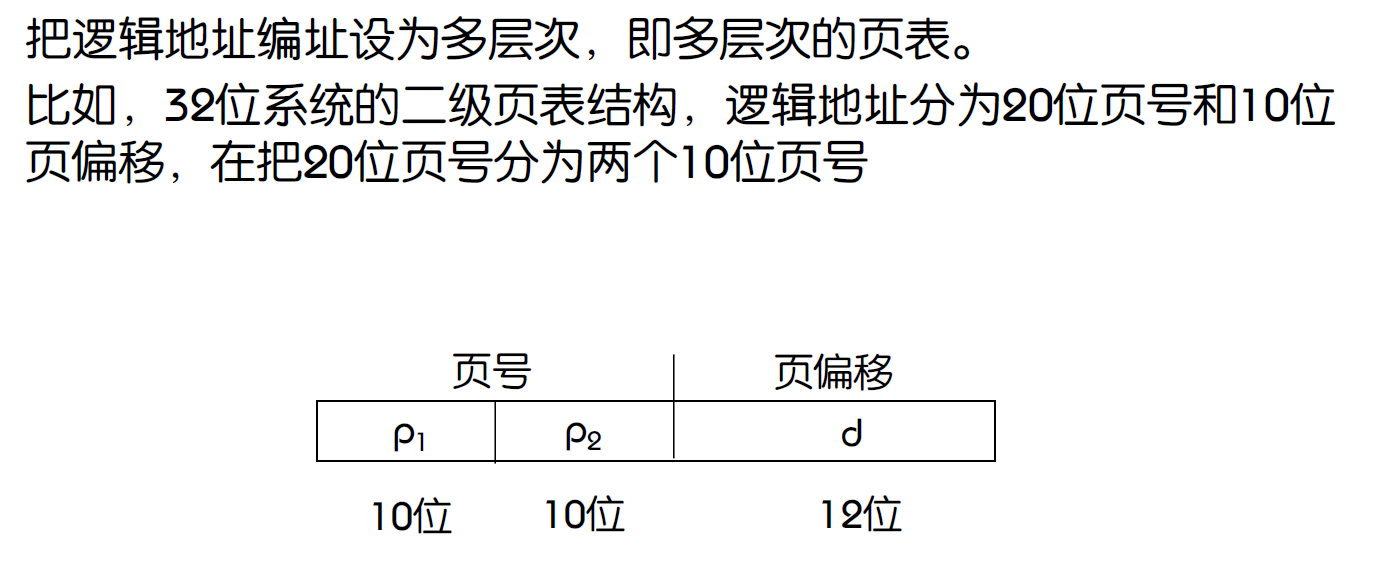 把逻辑地址编址设为多层次，即多层次的页表。
比如，32位系统的二级页表结构，逻辑地址分为20位页号和10位
页偏移，在把20位页号分为两个10位页号
页号 页偏移
p1 p2 d
10位 10位 12位